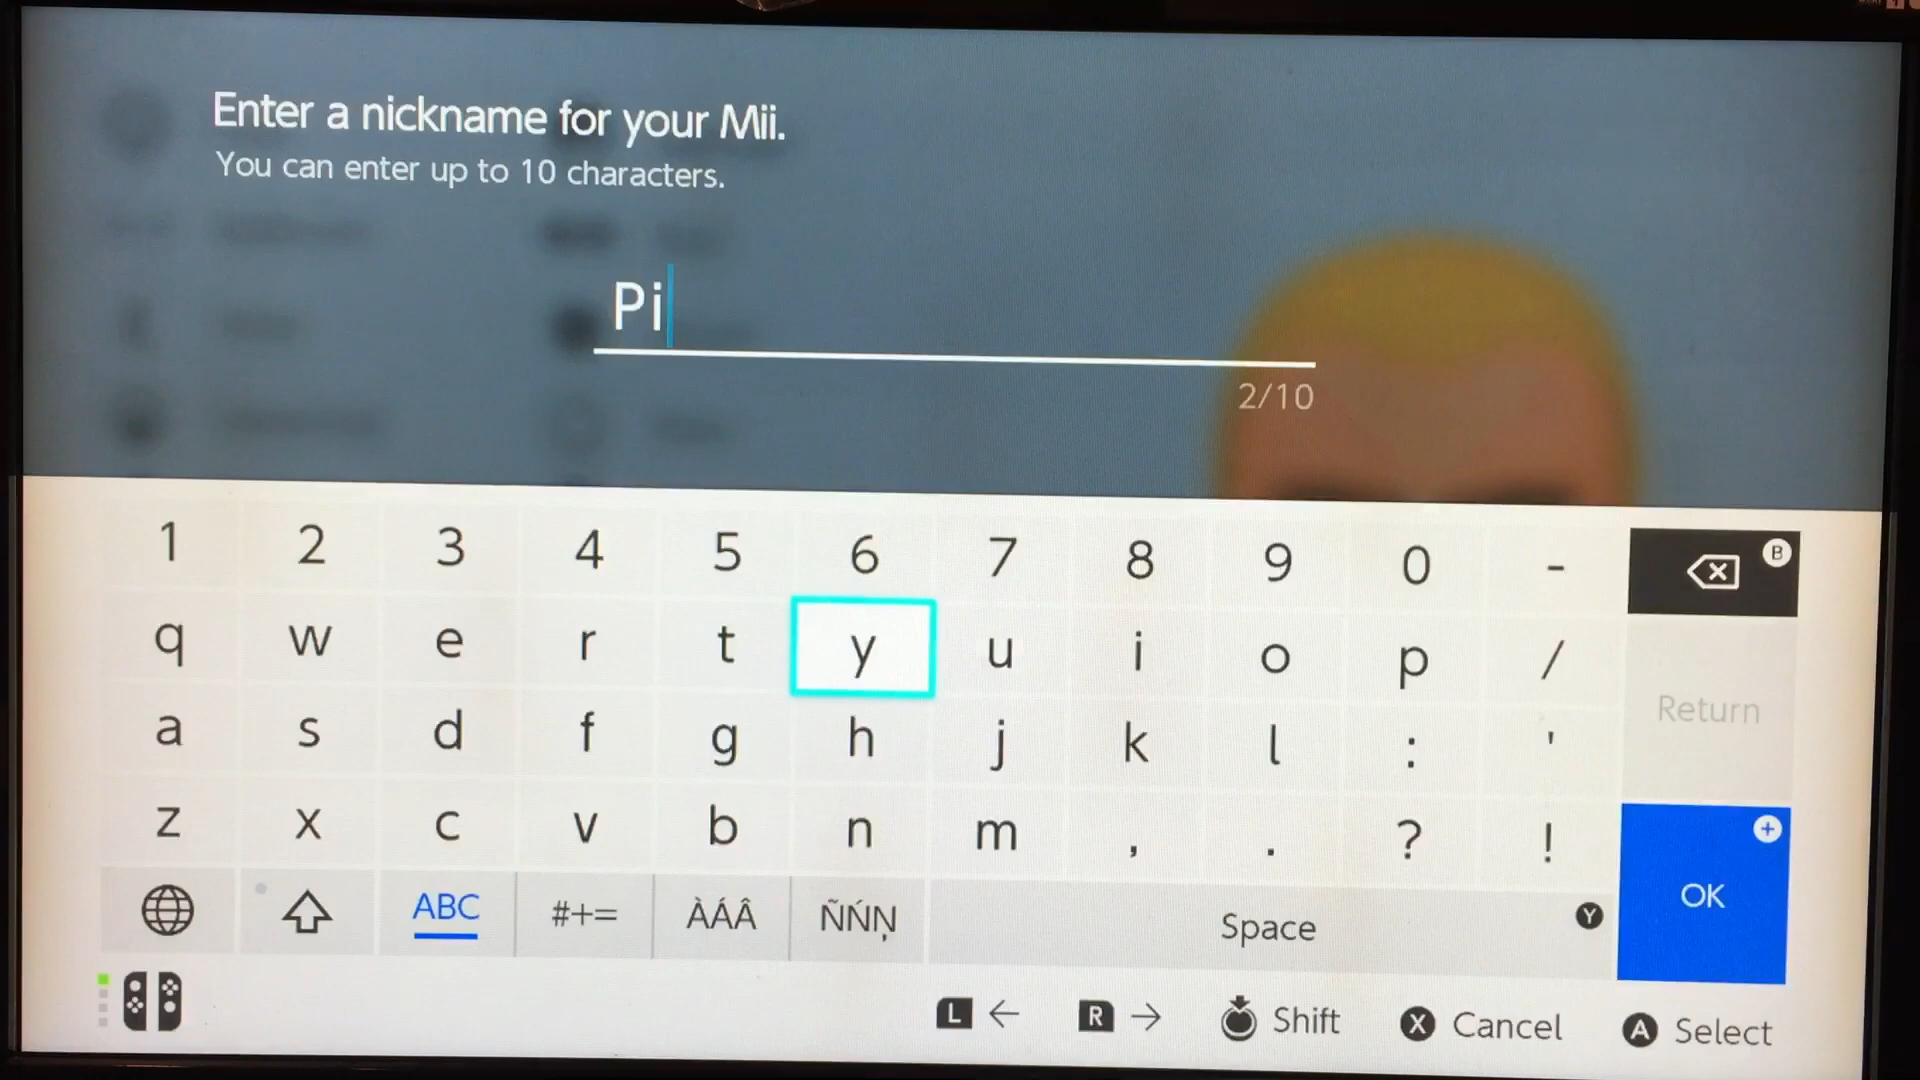 Enter a nickname for your Mii.
You can enter up to 10 characters.
Pi
2/10
1 2 3 4 5 6 7 8 9 0 - B
q w e r t y u i o p /
Return
a s d f g h j k l : '
z x c v b n m , . ? ! +
OK
ABC #+= ÀÁÂ ÑŃŅ Space Y
L ← R → Shift X Cancel A Select